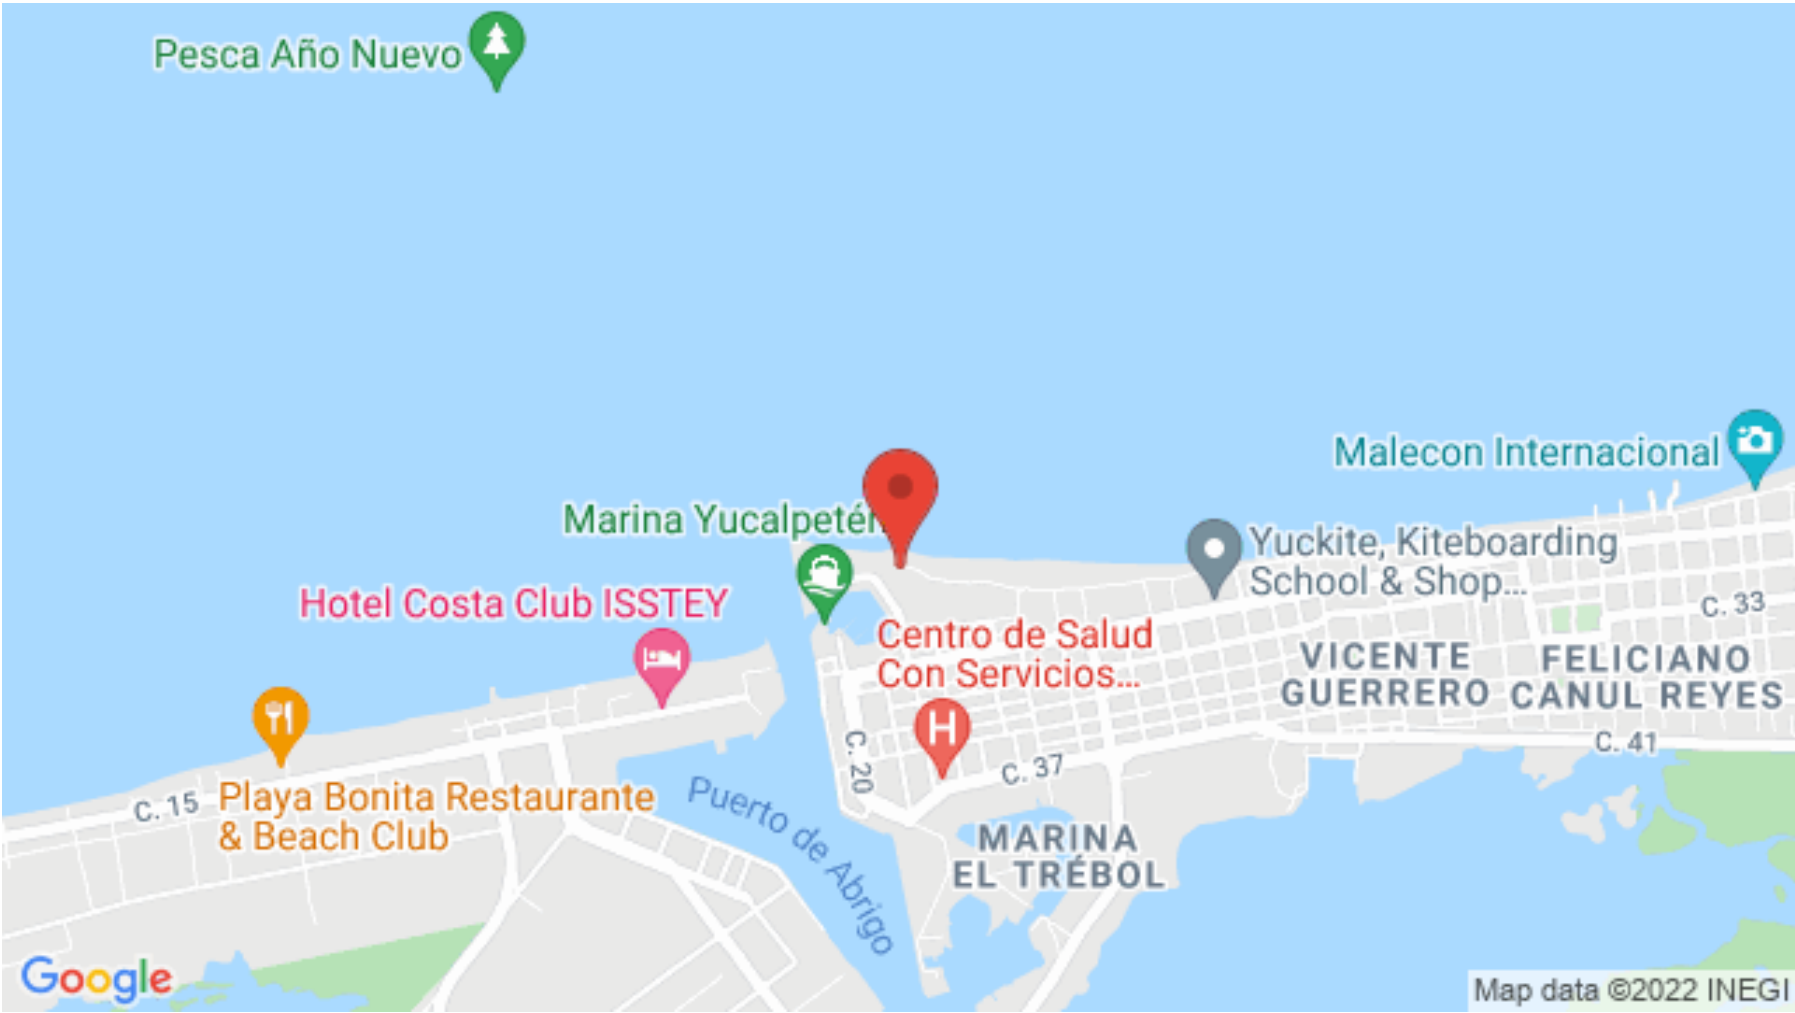 Pesca Año Nuevo
Malecon Internacional
Marina Yucalpetén
Yuckite, Kiteboarding
School & Shop...
Hotel Costa Club ISSTEY
C. 33
Centro de Salud
Con Servicios...
VICENTE
GUERRERO
FELICIANO
CANUL REYES
H
C. 20
C. 41
C. 37
C. 15
Playa Bonita Restaurante
& Beach Club
Puerto de Abrigo
MARINA
EL TRÉBOL
Google
Map data ©2022 INEGI